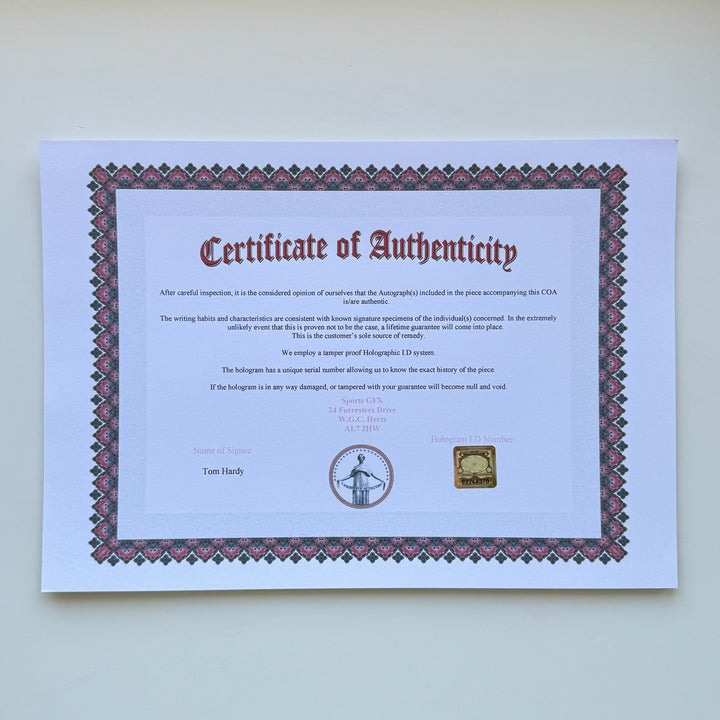 Certificate of Authenticity
After careful inspection, it is the considered opinion of ourselves that the Autograph(s) included in the piece accompanying this COA
is/are authentic.
The writing habits and characteristics are consistent with known signature specimens of the individual(s) concerned. In the extremely
unlikely event that this is proven not to be the case, a lifetime guarantee will come into place.
This is the customer's sole source of remedy.
We employ a tamper proof Holographic I.D system.
The hologram has a unique serial number allowing us to know the exact history of the piece.
If the hologram is in any way damaged, or tampered with your guarantee will become null and void.
Sports GFX
24 Forresters Drive
W.G.C. Herts
AL7 2HW
Name of Signee
Hologram I.D Number
Tom Hardy